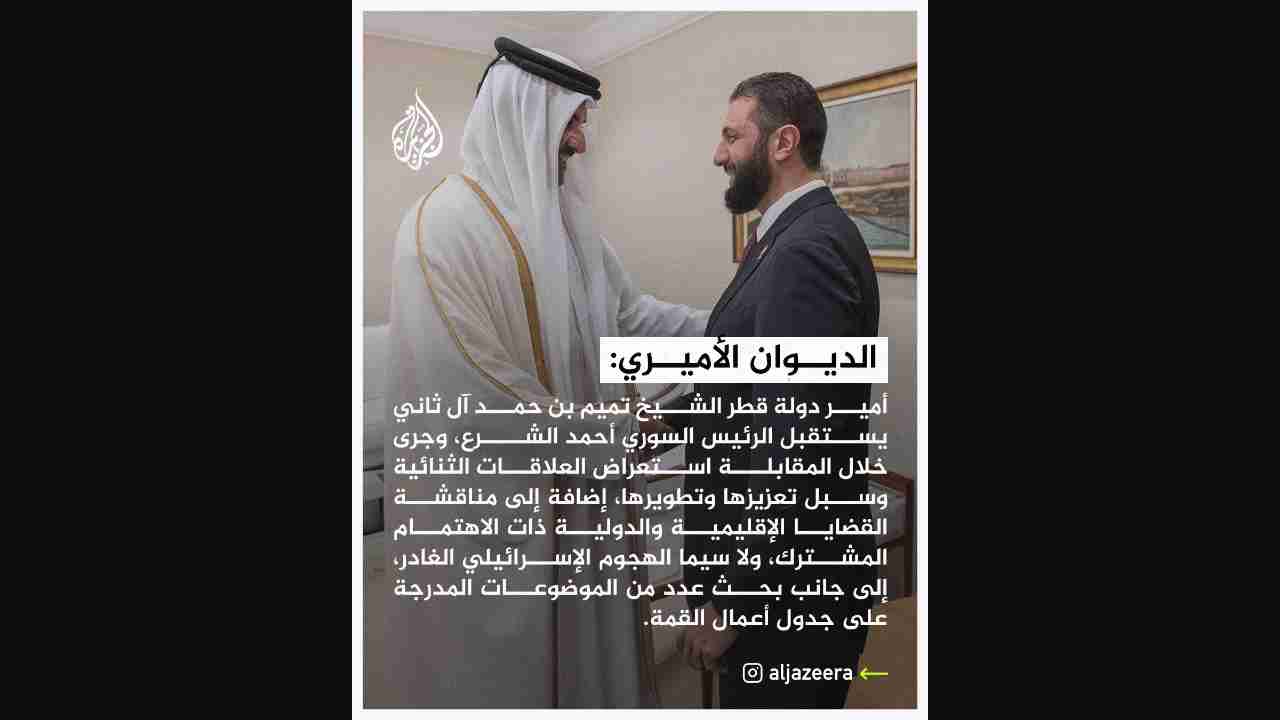 الجزيرة
الديوان الأميري:
أمير دولة قطر الشيخ تميم بن حمد آل ثاني
يستقبل الرئيس السوري أحمد الشرع، وجرى
خلال المقابلة استعراض العلاقات الثنائية
وسبل تعزيزها وتطويرها، إضافة إلى مناقشة
القضايا الإقليمية والدولية ذات الاهتمام
المشترك، ولا سيما الهجوم الإسرائيلي الغادر،
إلى جانب بحث عدد من الموضوعات المدرجة
على جدول أعمال القمة.
aljazeera